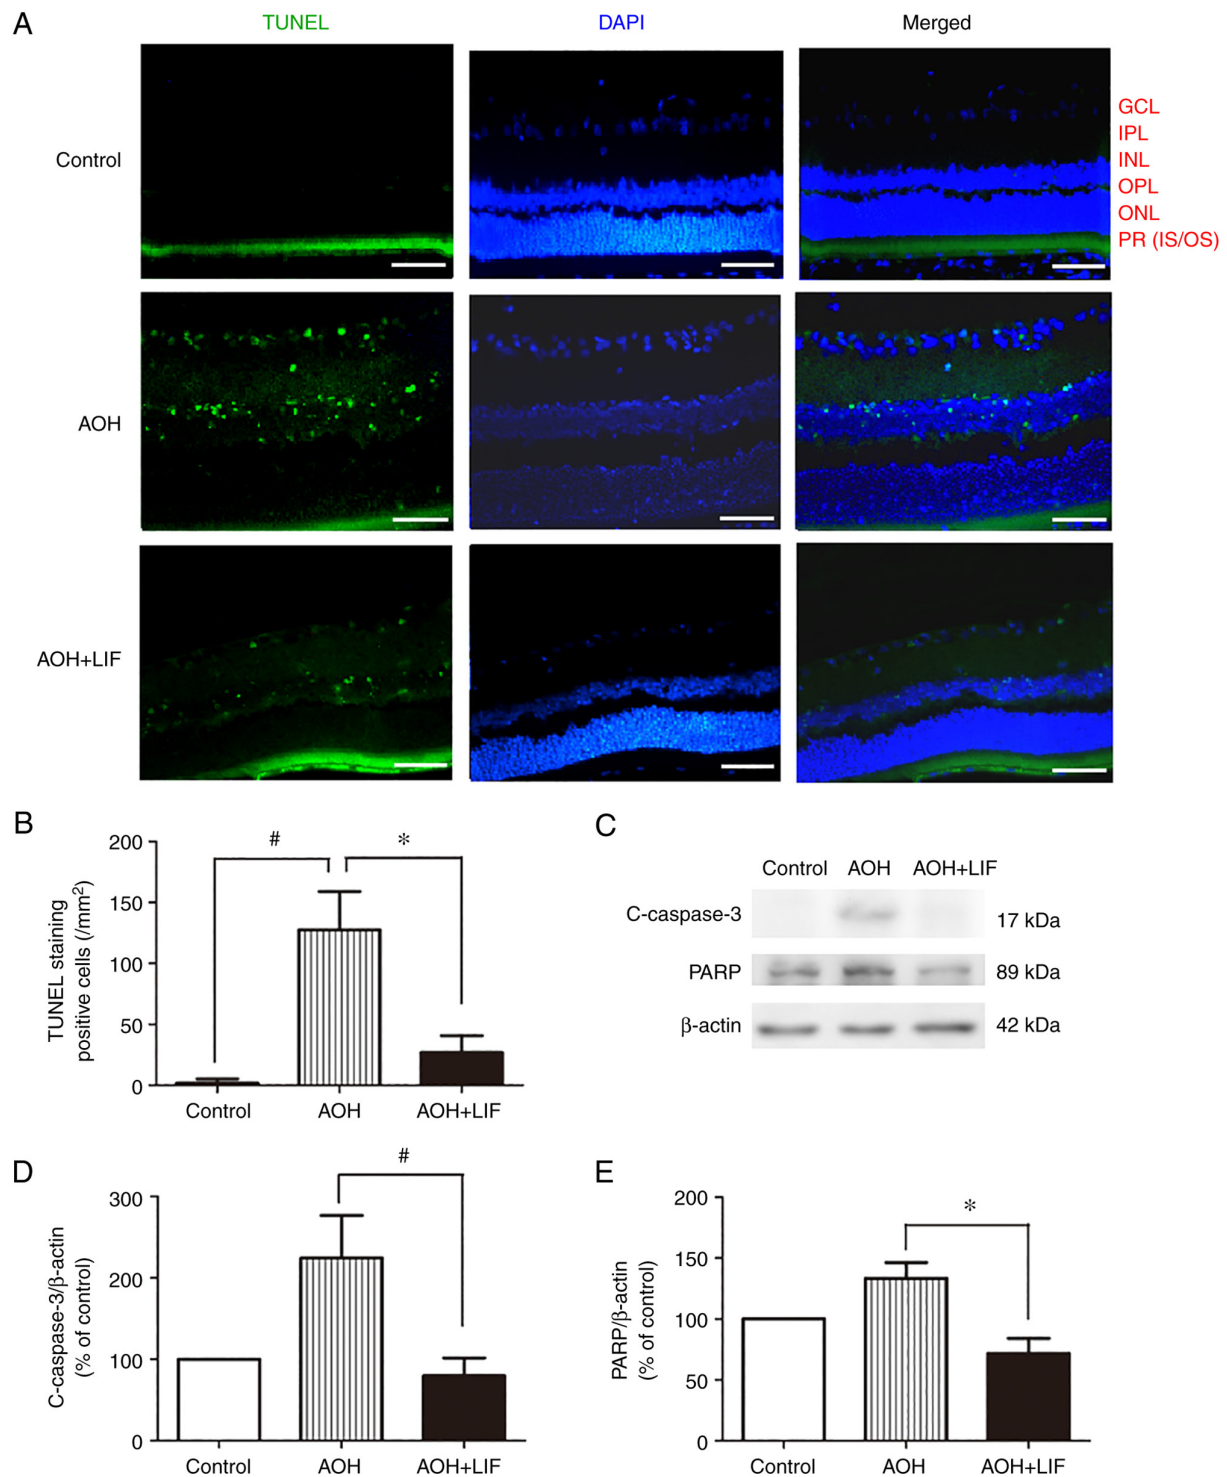 A
TUNEL
DAPI
Merged
Control
GCL
IPL
INL
OPL
ONL
PR (IS/OS)
AOH
AOH+LIF
B
TUNEL staining
positive cells (/mm²)
200
150
100
50
0
#
*
Control
AOH
AOH+LIF
C
Control
AOH
AOH+LIF
C-caspase-3
17 kDa
PARP
89 kDa
β-actin
42 kDa
D
C-caspase-3/β-actin
(% of control)
300
200
100
0
#
Control
AOH
AOH+LIF
E
PARP/β-actin
(% of control)
200
150
100
50
0
*
Control
AOH
AOH+LIF